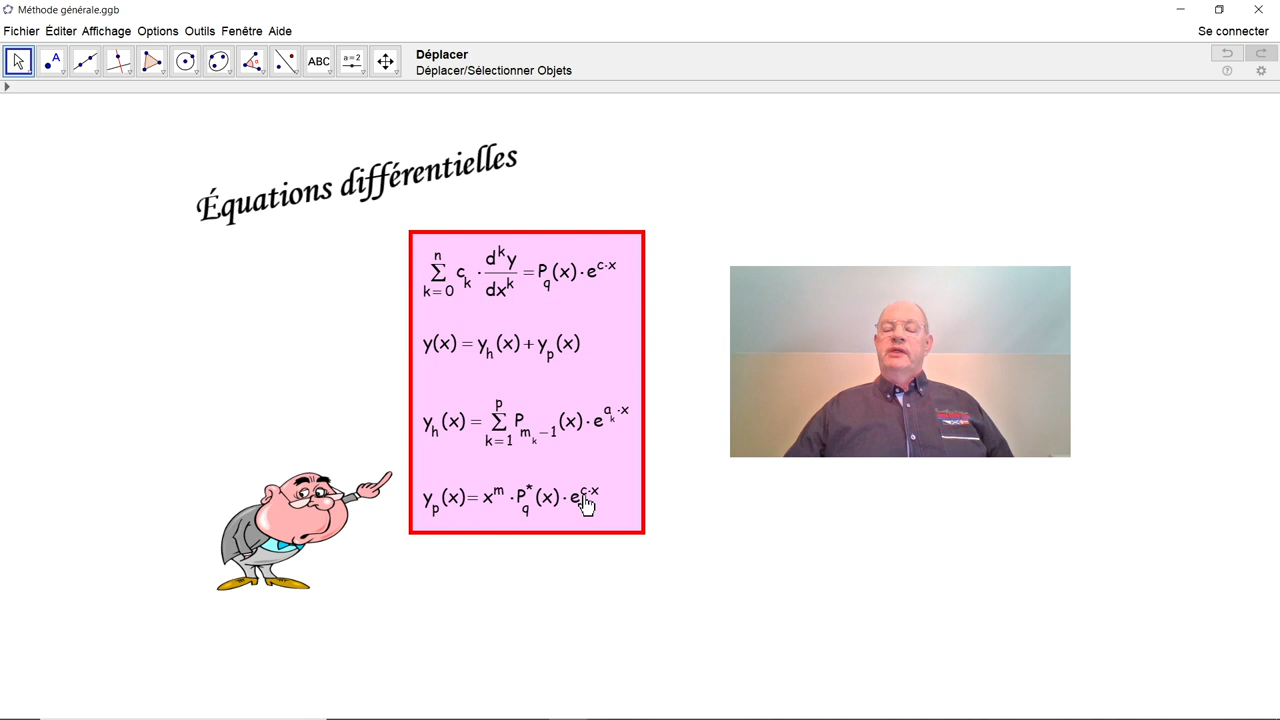 Méthode générale.ggb
Fichier Éditer Affichage Options Outils Fenêtre Aide
Se connecter
A
ABC
a=2
Déplacer
Déplacer/Sélectionner Objets
Équations différentielles
∑_{k=0}^{n} c_k · d^k y / dx^k = P_q(x) · e^{c·x}
y(x) = y_h(x) + y_p(x)
y_h(x) = ∑_{k=1}^{p} P_{m_k−1}(x) · e^{a_k·x}
y_p(x) = x^m · P*_q(x) · e^{c·x}